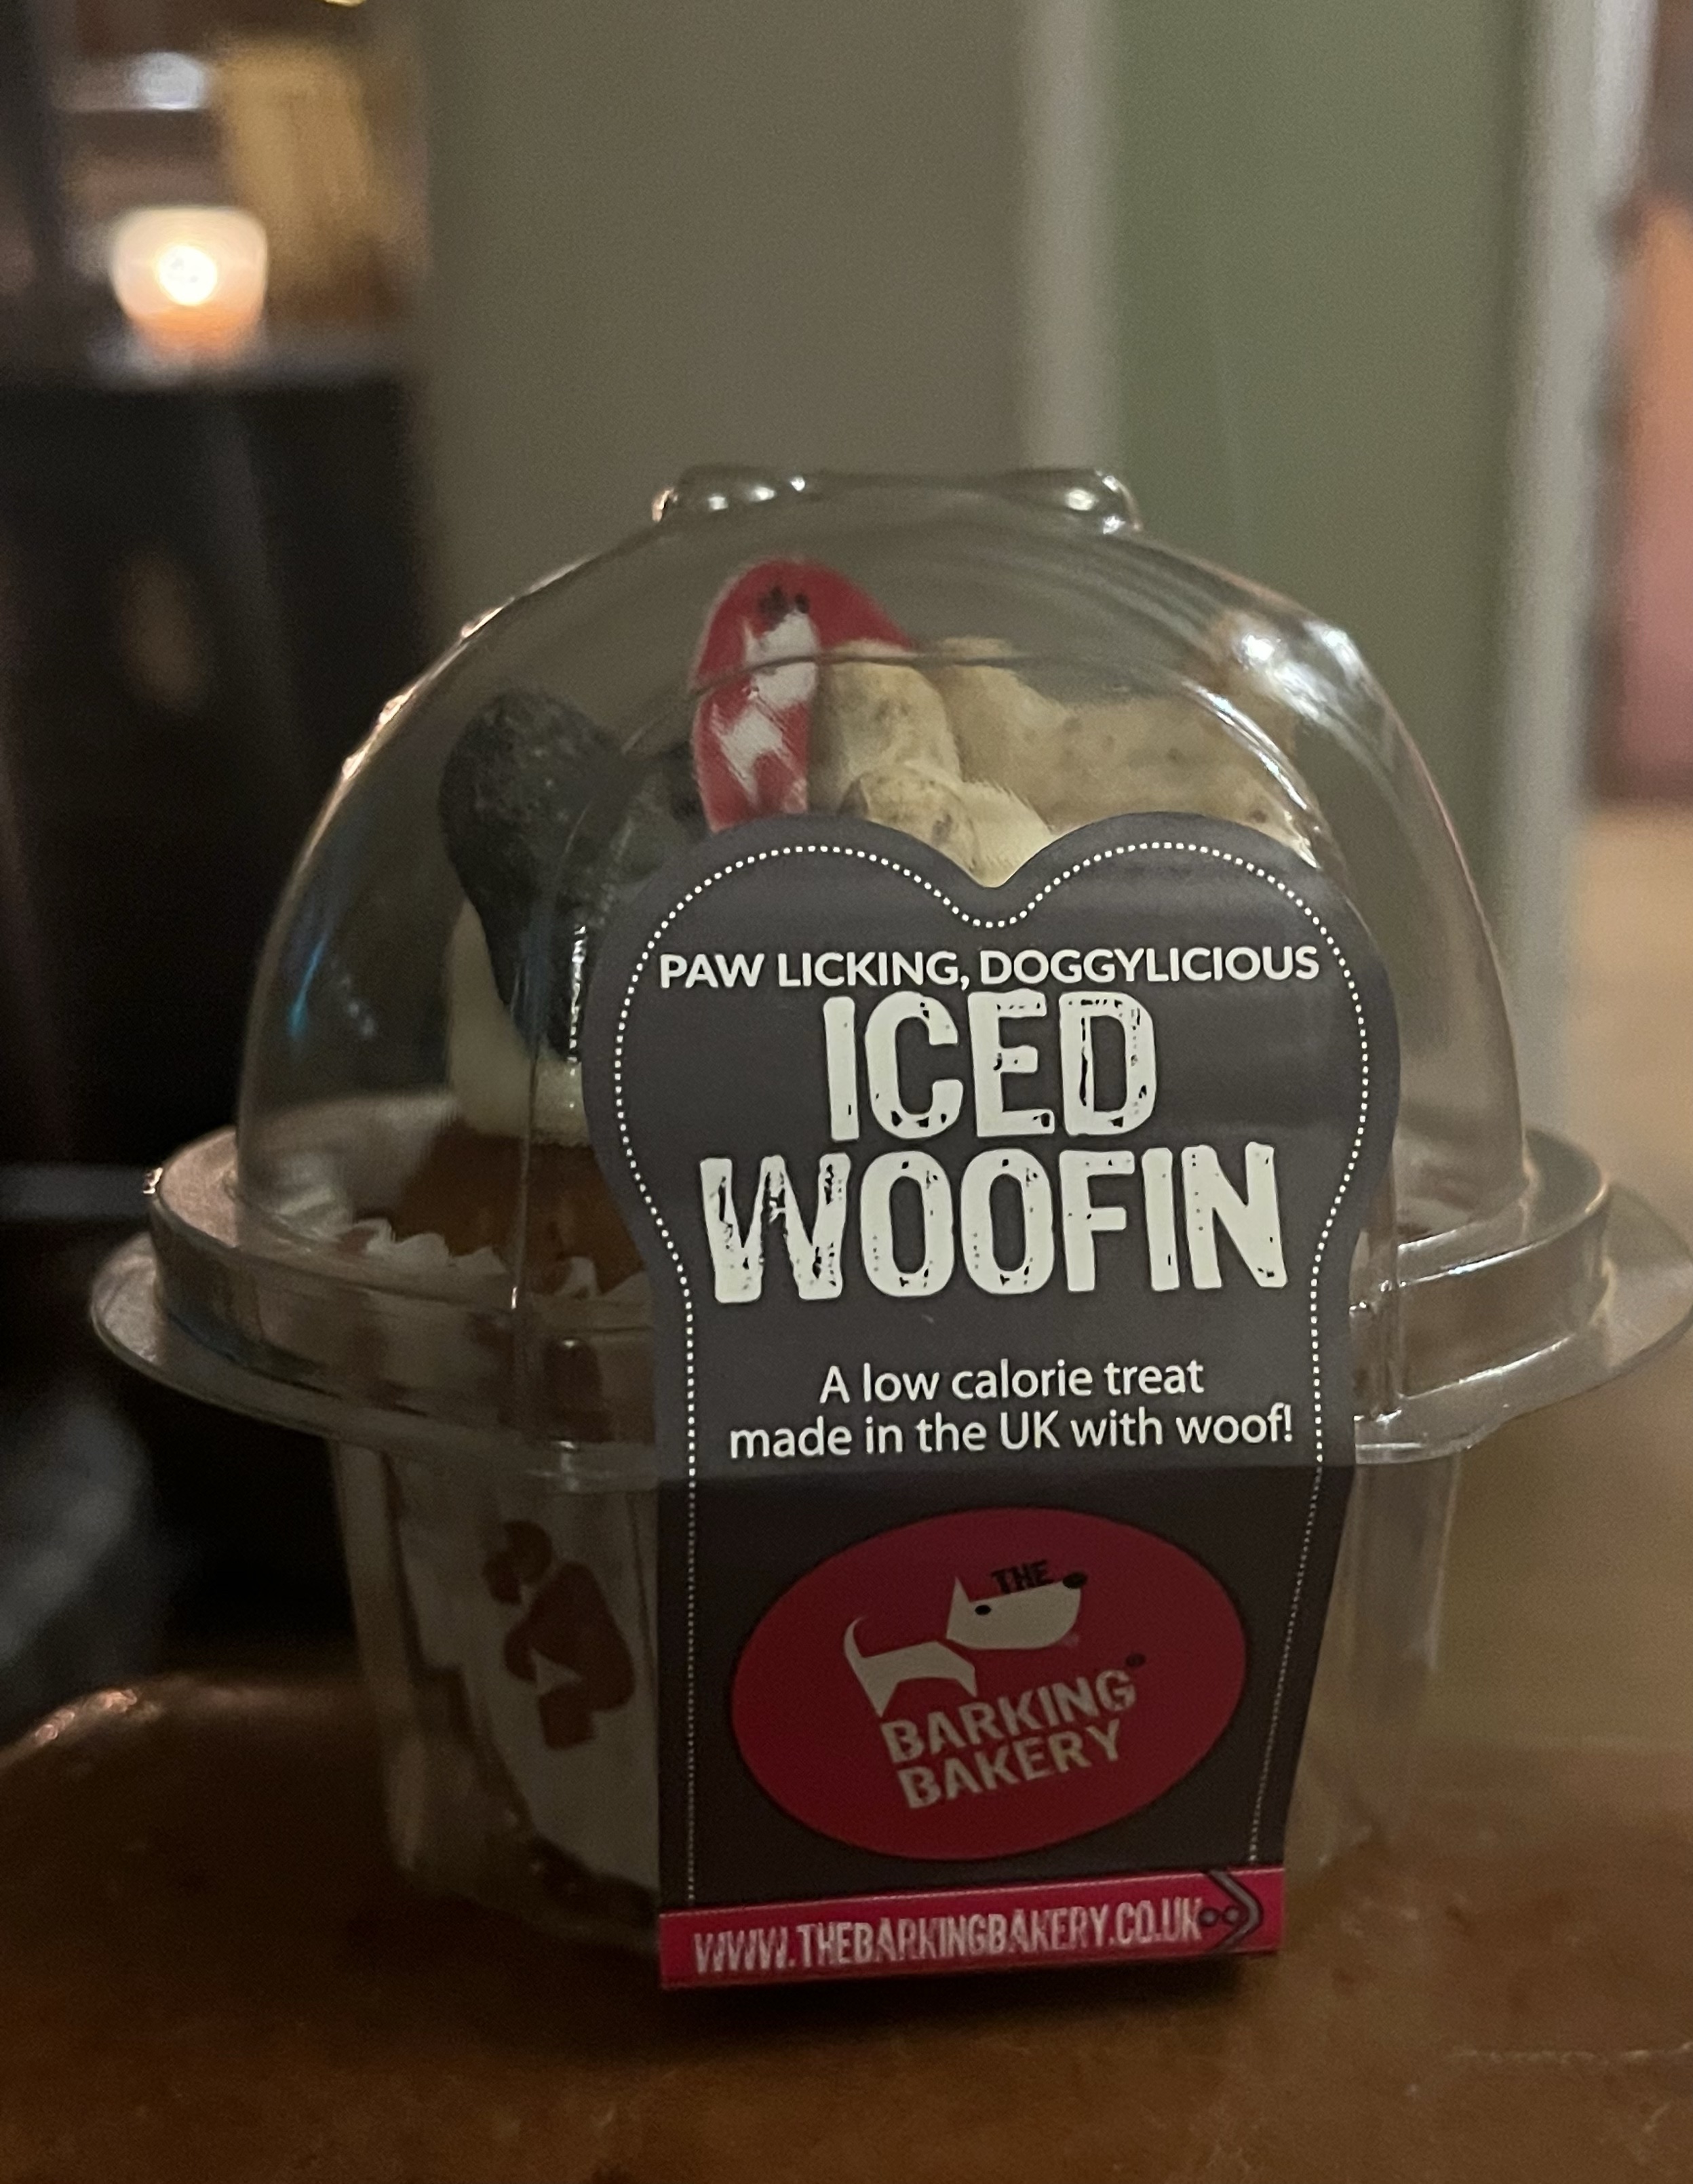 PAW LICKING, DOGGYLICIOUS
ICED
WOOFIN
A low calorie treat
made in the UK with woof!
THE
BARKING
BAKERY
WWW.THEBARKINGBAKERY.CO.UK